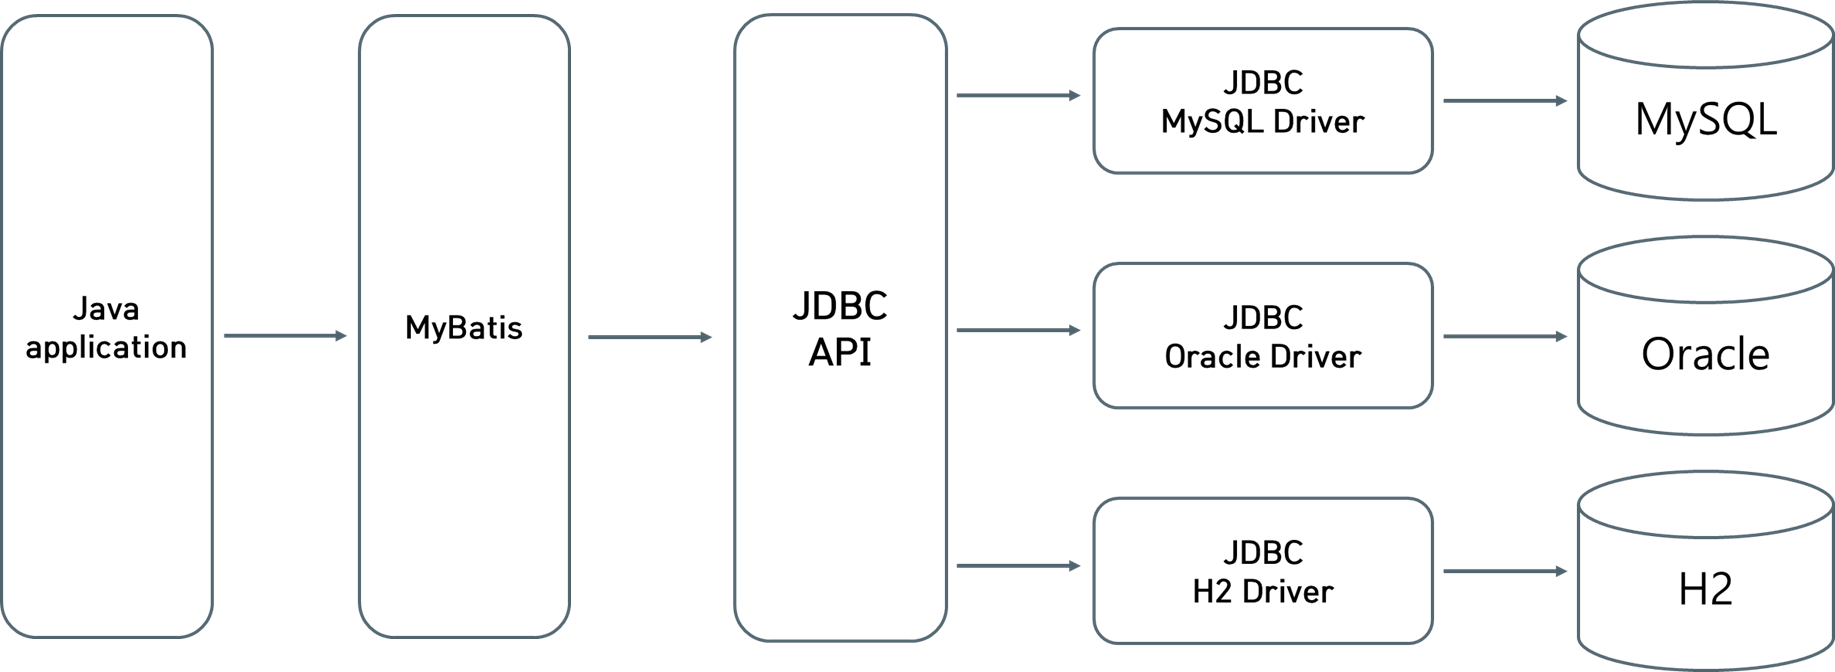 Java
application
MyBatis
JDBC
API
JDBC
MySQL Driver
MySQL
JDBC
Oracle Driver
Oracle
JDBC
H2 Driver
H2